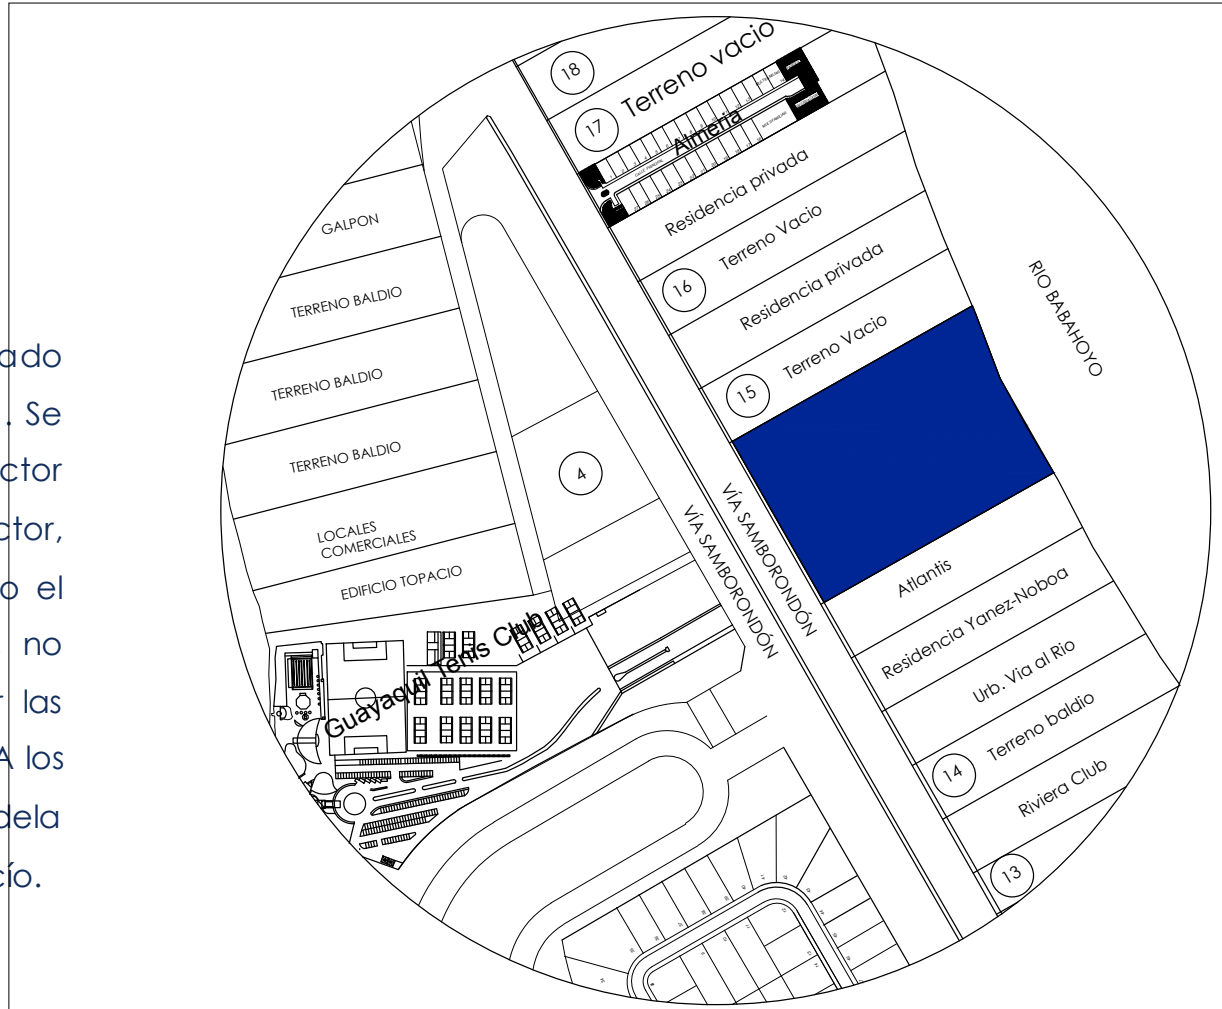 ado
. Se
ctor
ctor,
o el
no
r las
A los
dela
cío.
18
Terreno vacio
17
Almeria
Residencia privada
Terreno Vacio
16
Residencia privada
Terreno Vacio
15
RIO BABAHOYO
GALPON
TERRENO BALDIO
TERRENO BALDIO
TERRENO BALDIO
LOCALES
COMERCIALES
EDIFICIO TOPACIO
4
VÍA SAMBORONDÓN
VÍA SAMBORONDÓN
Guayaquil Tenis Club
Atlantis
Residencia Yanez-Noboa
Urb. Via al Rio
Terreno baldio
14
Riviera Club
13